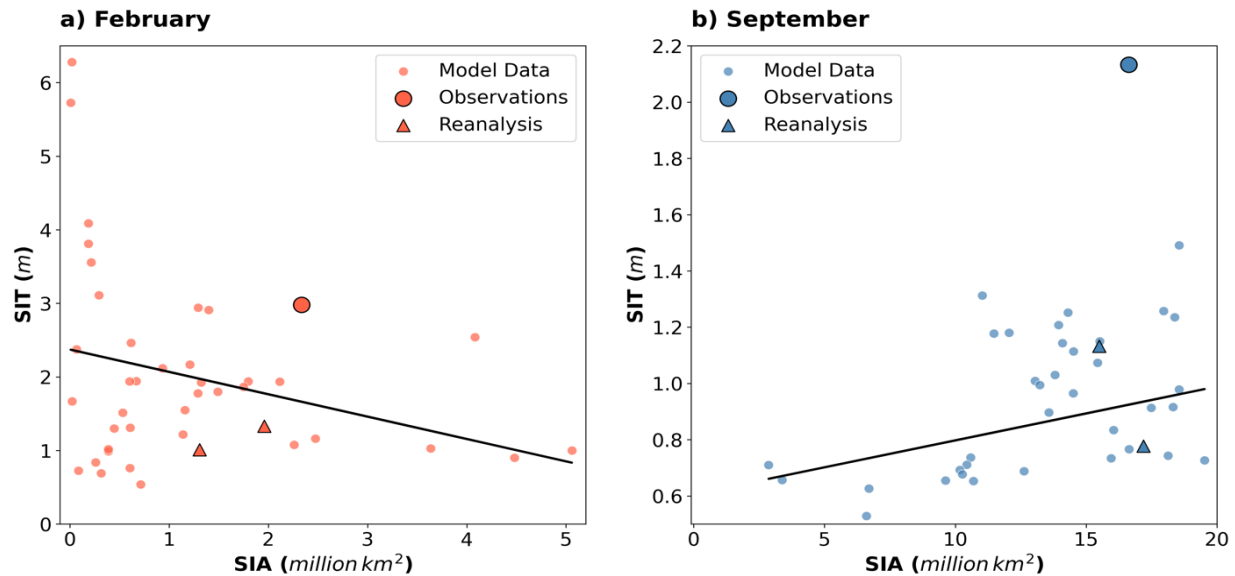 a) February
6
5
4
3
2
1
0
SIT (m)
Model Data
Observations
Reanalysis
0 1 2 3 4 5
SIA (million km²)
b) September
2.2
2.0
1.8
1.6
1.4
1.2
1.0
0.8
0.6
SIT (m)
Model Data
Observations
Reanalysis
0 5 10 15 20
SIA (million km²)